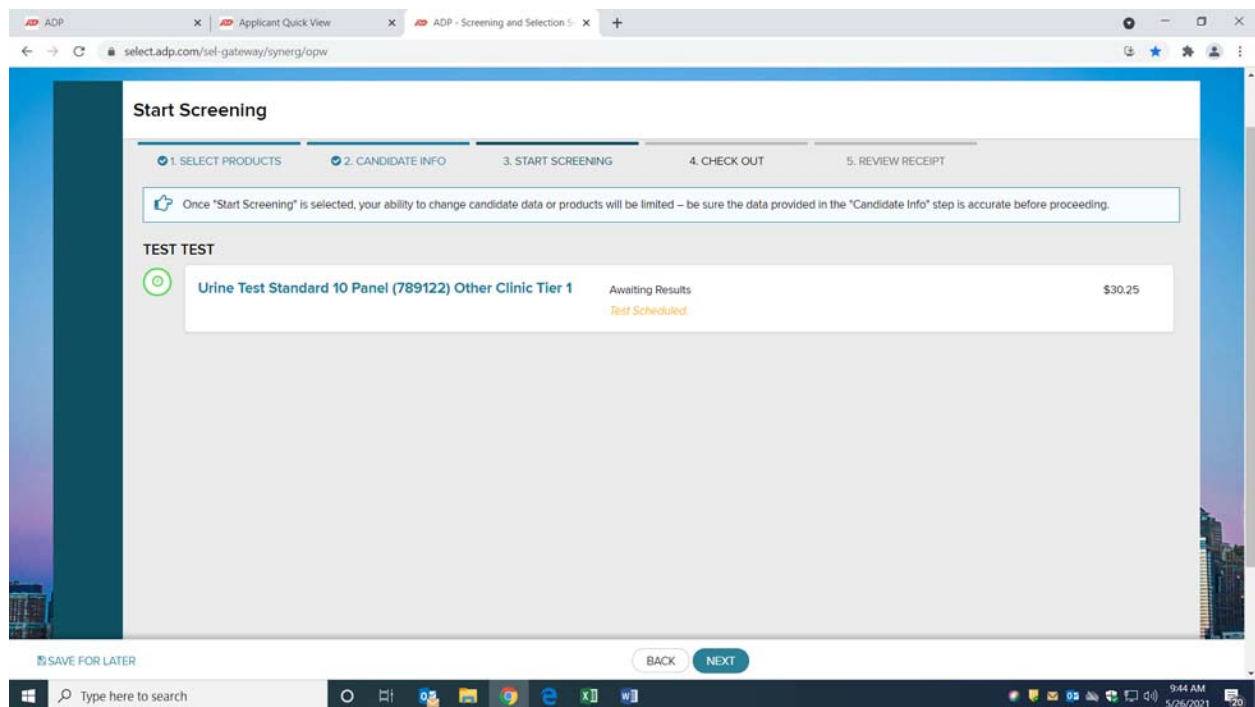 ADP
Applicant Quick View
ADP - Screening and Selection S
select.adp.com/sel-gateway/synerg/opw
Start Screening
1. SELECT PRODUCTS 2. CANDIDATE INFO 3. START SCREENING 4. CHECK OUT 5. REVIEW RECEIPT
Once "Start Screening" is selected, your ability to change candidate data or products will be limited – be sure the data provided in the "Candidate Info" step is accurate before proceeding.
TEST TEST
Urine Test Standard 10 Panel (789122) Other Clinic Tier 1 Awaiting Results $30.25
Test Scheduled.
SAVE FOR LATER BACK NEXT
Type here to search
9:44 AM
5/26/2021
20